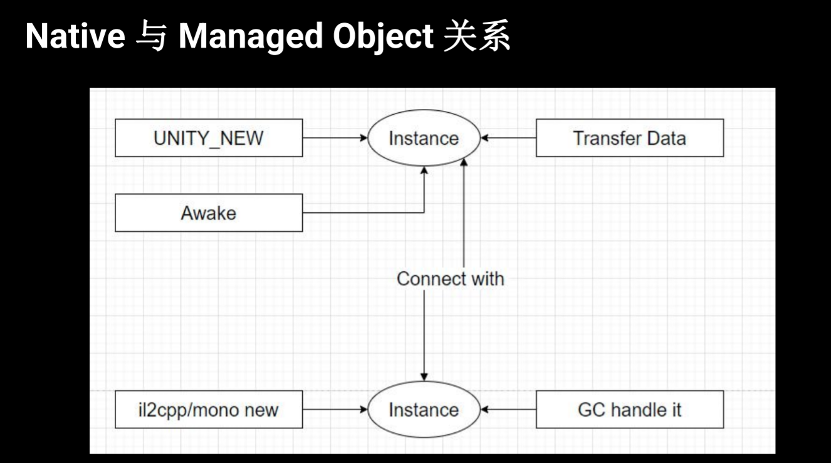 Native 与 Managed Object 关系
UNITY_NEW
Instance
Transfer Data
Awake
Connect with
il2cpp/mono new
Instance
GC handle it